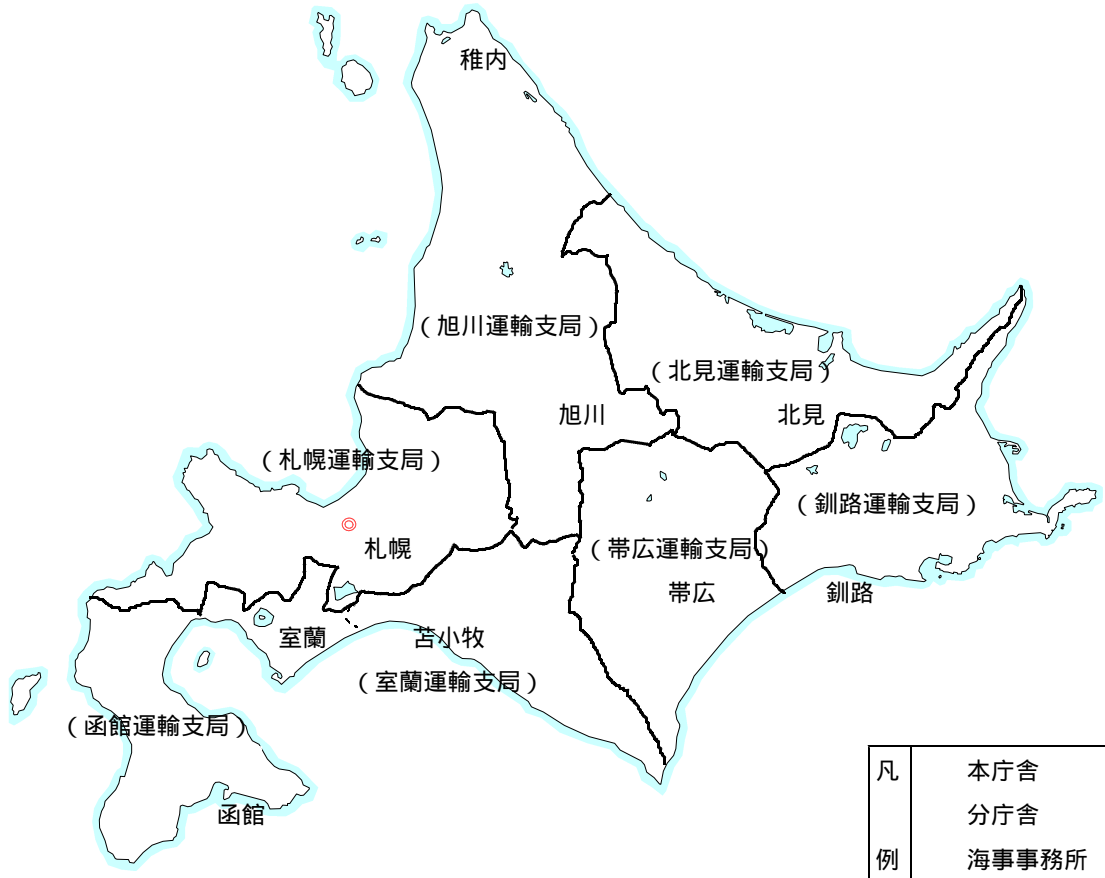 稚内
（旭川運輸支局）
（北見運輸支局）
旭川
北見
（札幌運輸支局）
（釧路運輸支局）
札幌
（帯広運輸支局）
帯広
釧路
室蘭
苫小牧
（室蘭運輸支局）
（函館運輸支局）
函館
凡例
本庁舎
分庁舎
海事事務所